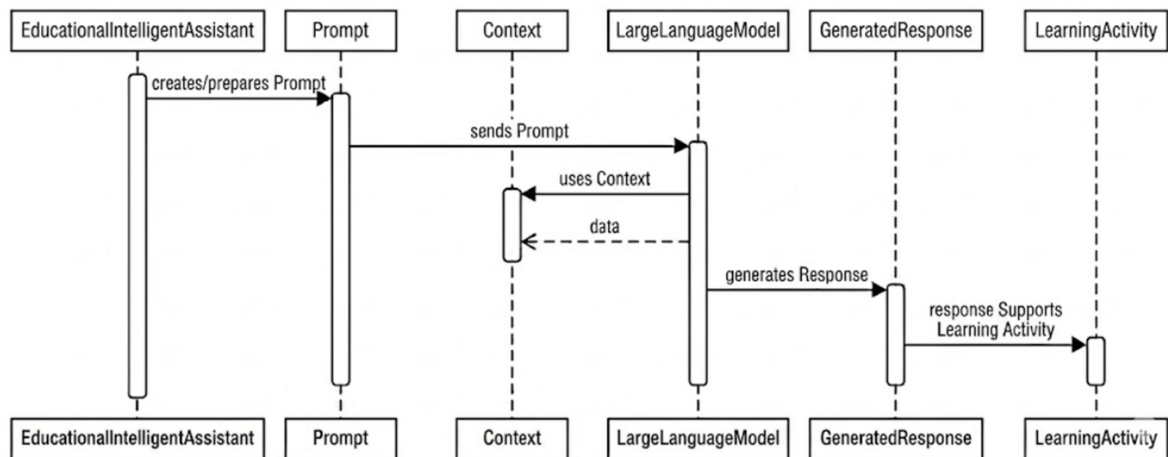 EducationalIntelligentAssistant
Prompt
Context
LargeLanguageModel
GeneratedResponse
LearningActivity
creates/prepares Prompt
sends Prompt
uses Context
data
generates Response
response Supports
Learning Activity
EducationalIntelligentAssistant
Prompt
Context
LargeLanguageModel
GeneratedResponse
LearningActivity